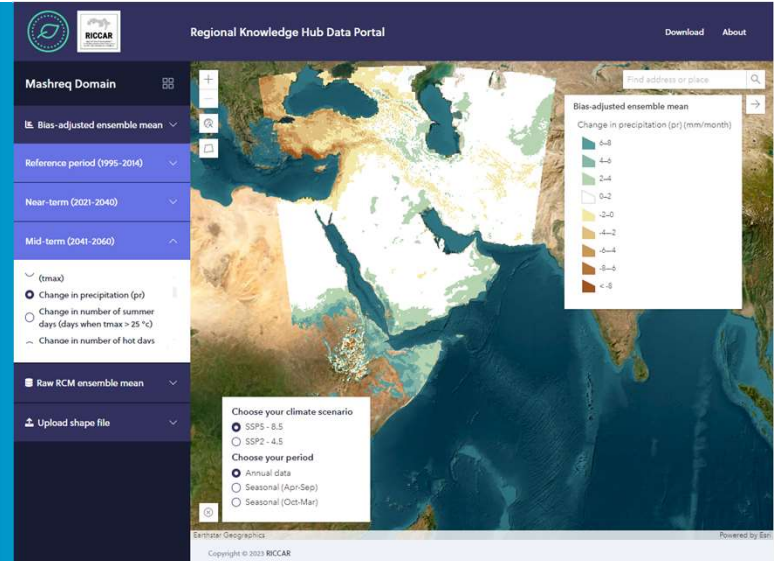 RICCAR
Regional Knowledge Hub Data Portal
Download
About
Mashreq Domain
Bias-adjusted ensemble mean
Reference period (1995-2014)
Near-term (2021-2040)
Mid-term (2041-2060)
(tmax)
Change in precipitation (pr)
Change in number of summer
days (days when tmax > 25 °c)
Change in number of hot days
Raw RCM ensemble mean
Upload shape file
Find address or place
Bias-adjusted ensemble mean
Change in precipitation (pr) (mm/month)
6–8
4–6
2–4
0–2
-2–0
-4–-2
-6–-4
-8–-6
< -8
Choose your climate scenario
SSP5 - 8.5
SSP2 - 4.5
Choose your period
Annual data
Seasonal (Apr-Sep)
Seasonal (Oct-Mar)
Earthstar Geographics
Powered by Esri
Copyright © 2023 RICCAR